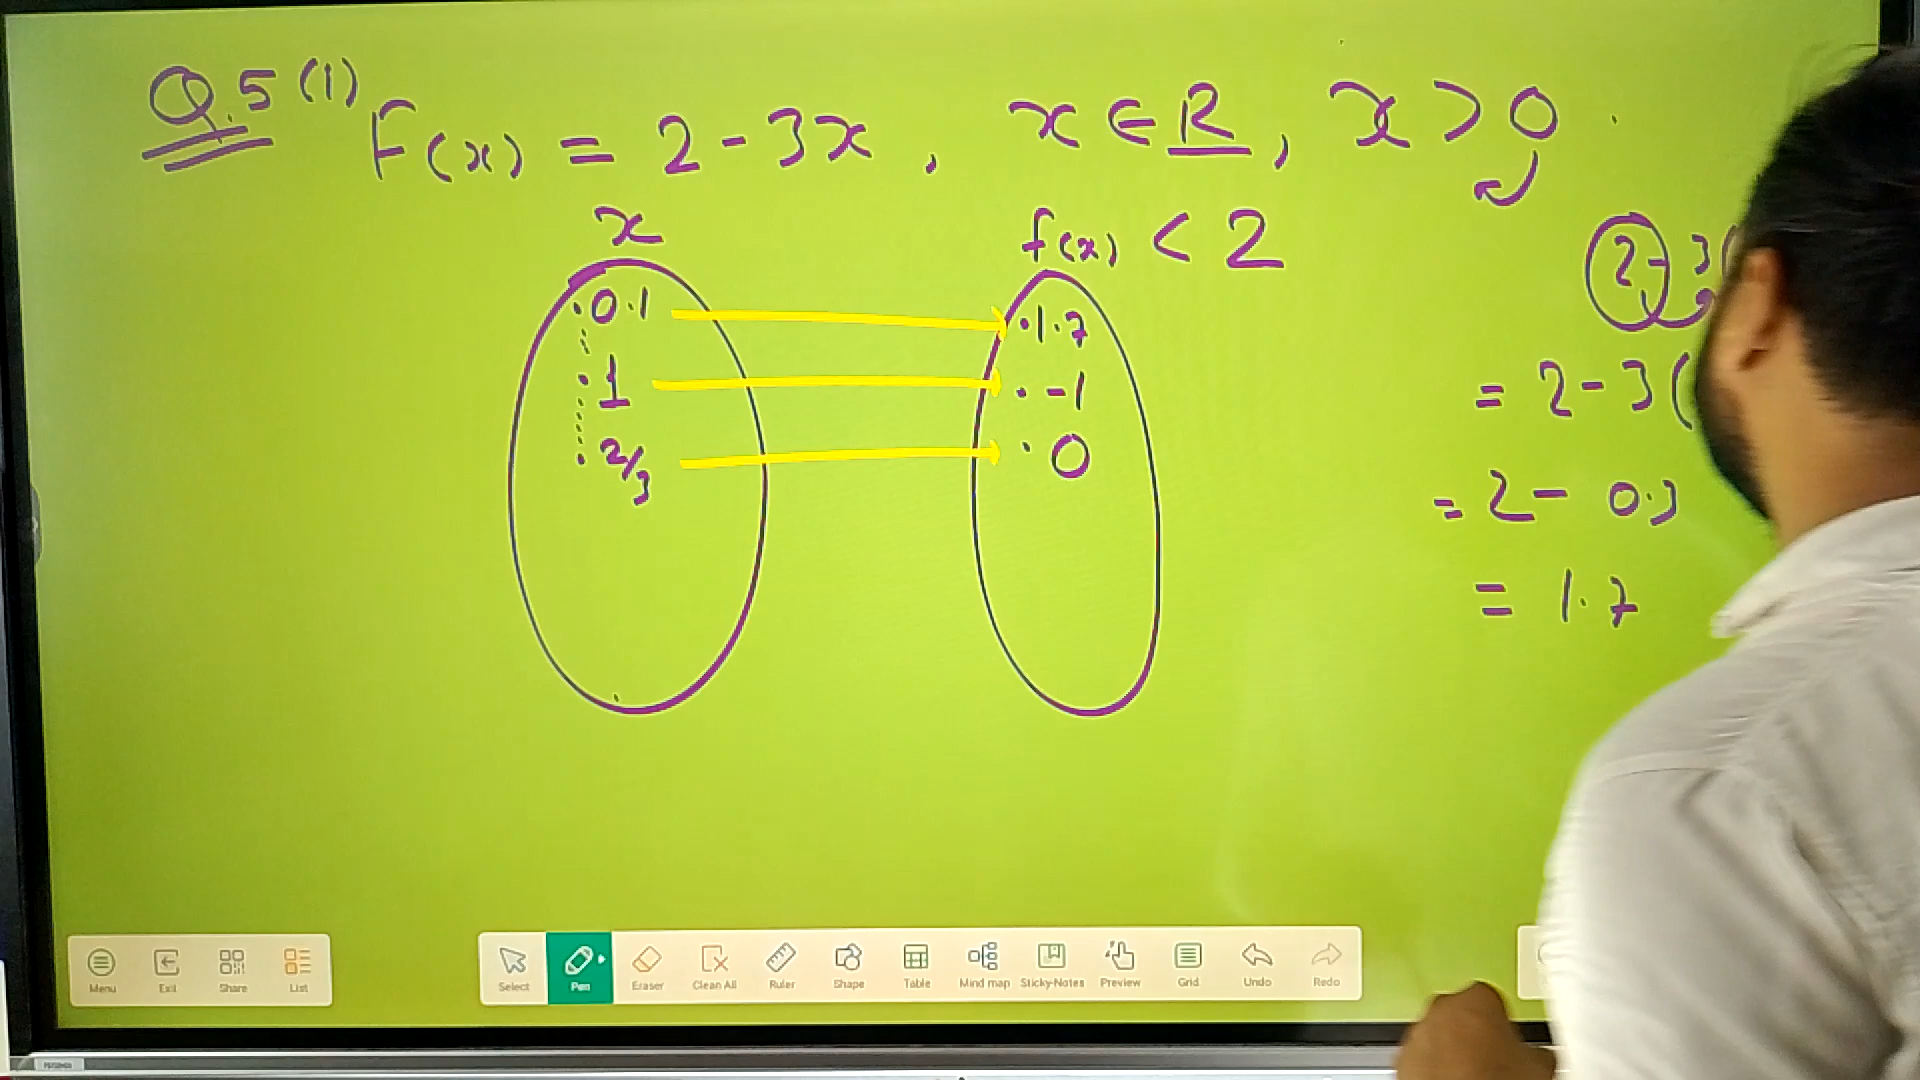 Q.5 (1)
F(x) = 2 - 3x , x ∈ R , x > 0
x
f(x) < 2
0.1
1.7
1
-1
2/3
0
2 - 3(
= 2 - 3(
= 2 - 0.3
= 1.7
Menu
Exit
Share
List
Select
Pen
Eraser
Clean All
Ruler
Shape
Table
Mind map
Sticky-Notes
Preview
Grid
Undo
Redo